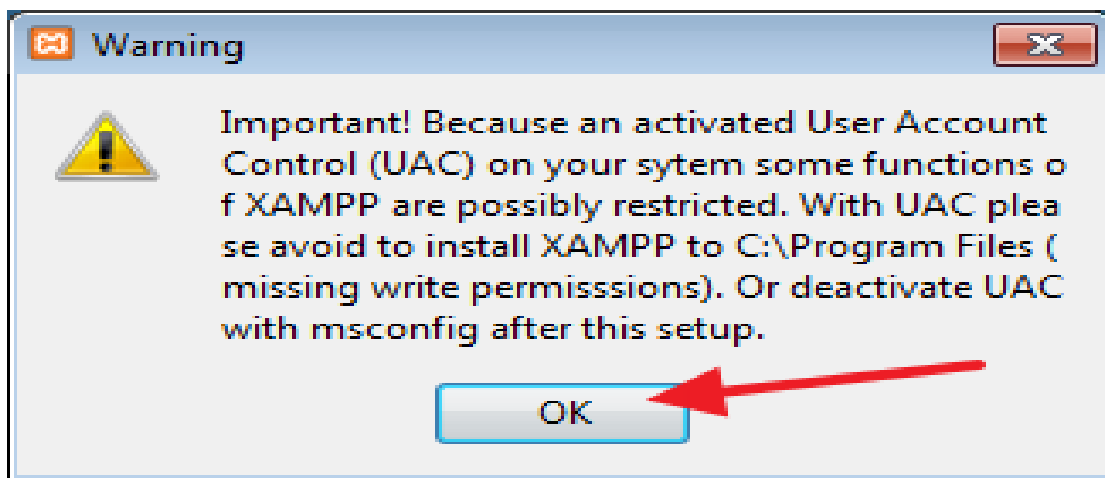 Warning
Important! Because an activated User Account
Control (UAC) on your sytem some functions o
f XAMPP are possibly restricted. With UAC plea
se avoid to install XAMPP to C:\Program Files (
missing write permisssions). Or deactivate UAC
with msconfig after this setup.
OK